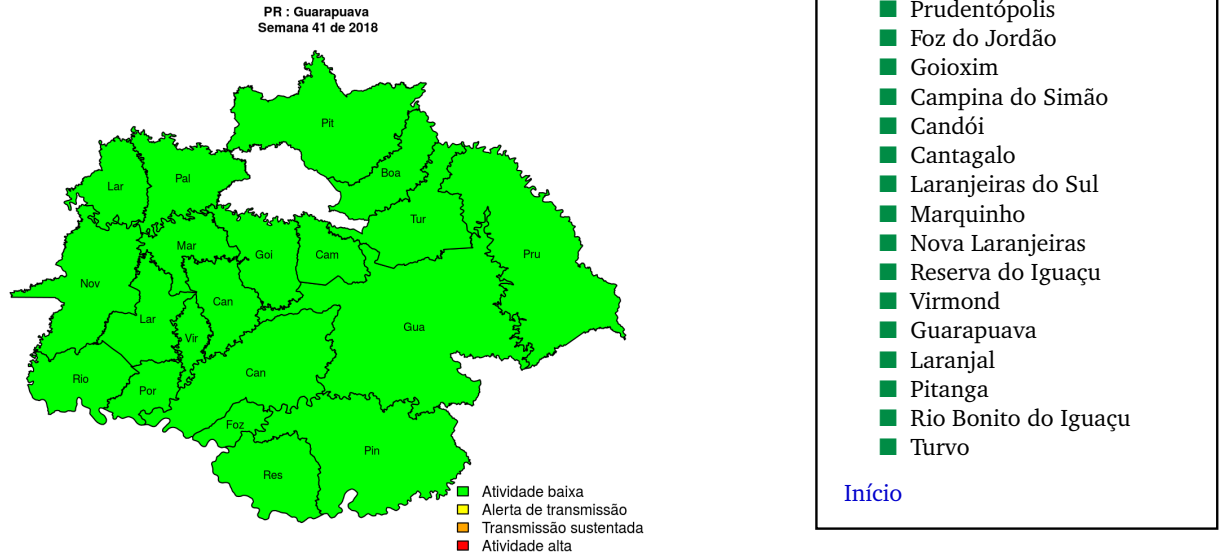 PR : Guarapuava
Semana 41 de 2018
Pit
Boa
Lar
Pal
Tur
Mar
Goi
Cam
Pru
Nov
Can
Lar
Vir
Gua
Can
Rio
Por
Foz
Pin
Res
Atividade baixa
Alerta de transmissão
Transmissão sustentada
Atividade alta
Prudentópolis
Foz do Jordão
Goioxim
Campina do Simão
Candói
Cantagalo
Laranjeiras do Sul
Marquinho
Nova Laranjeiras
Reserva do Iguaçu
Virmond
Guarapuava
Laranjal
Pitanga
Rio Bonito do Iguaçu
Turvo
Início